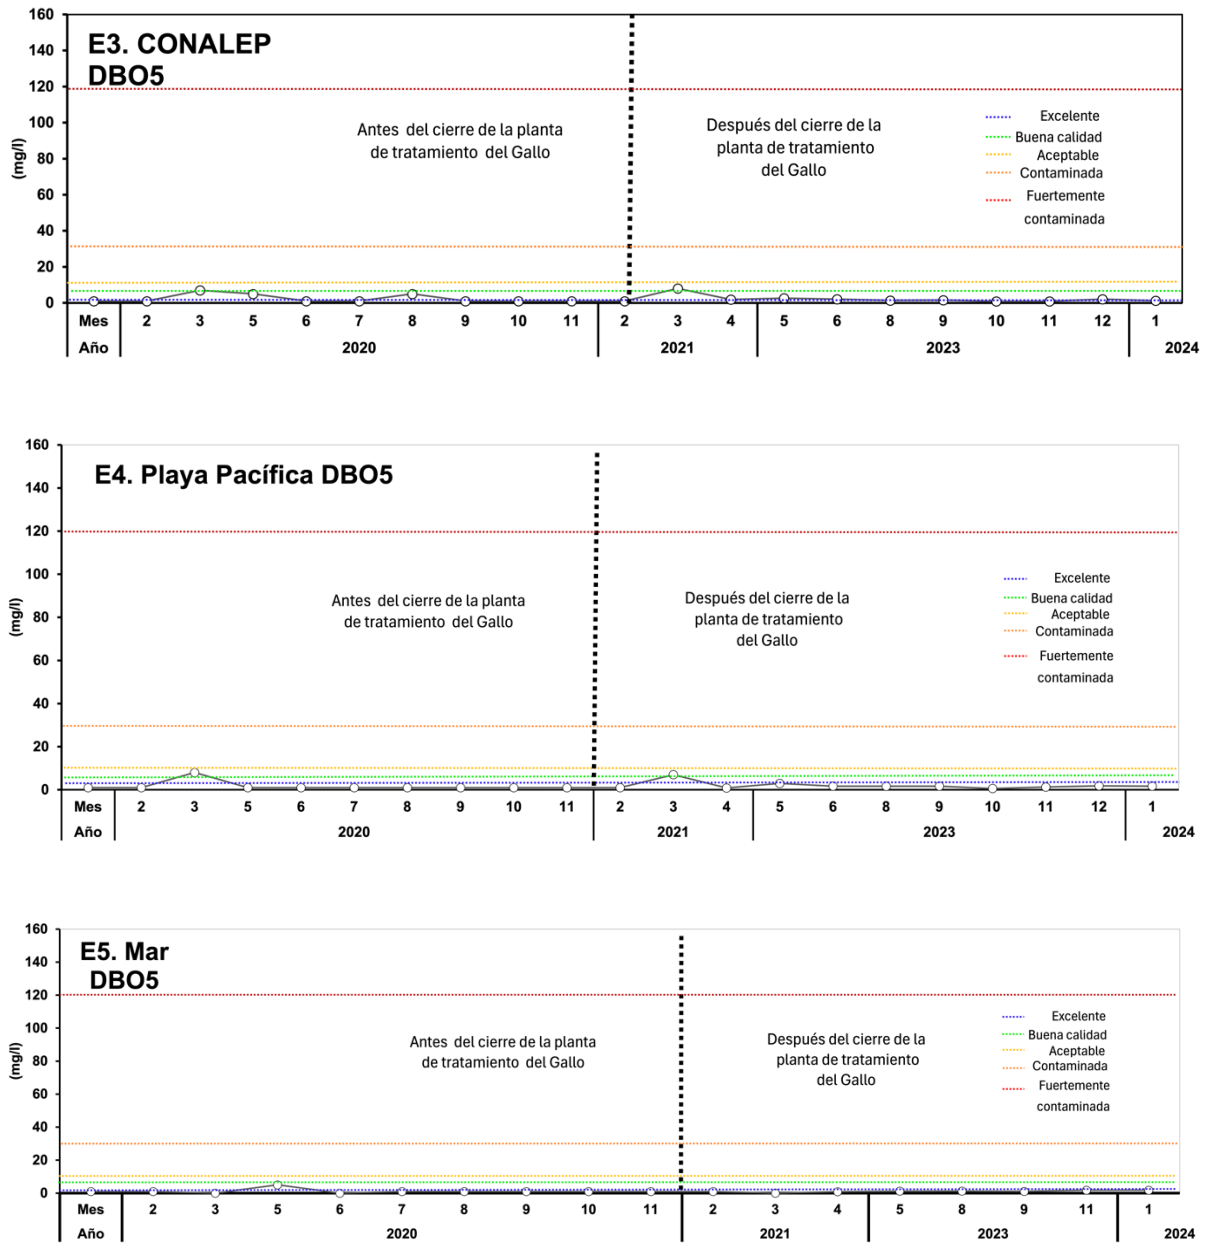 E3. CONALEP
DBO5
(mg/l)
160
140
120
100
80
60
40
20
0
Antes del cierre de la planta
de tratamiento del Gallo
Después del cierre de la
planta de tratamiento
del Gallo
Excelente
Buena calidad
Aceptable
Contaminada
Fuertemente
contaminada
Mes 2 3 5 6 7 8 9 10 11 2 3 4 5 6 8 9 10 11 12 1
Año 2020 2021 2023 2024
E4. Playa Pacífica DBO5
(mg/l)
160
140
120
100
80
60
40
20
0
Antes del cierre de la planta
de tratamiento del Gallo
Después del cierre de la
planta de tratamiento
del Gallo
Excelente
Buena calidad
Aceptable
Contaminada
Fuertemente
contaminada
Mes 2 3 5 6 7 8 9 10 11 2 3 4 5 6 8 9 10 11 12 1
Año 2020 2021 2023 2024
E5. Mar
DBO5
(mg/l)
160
140
120
100
80
60
40
20
0
Antes del cierre de la planta
de tratamiento del Gallo
Después del cierre de la
planta de tratamiento
del Gallo
Excelente
Buena calidad
Aceptable
Contaminada
Fuertemente
contaminada
Mes 2 3 5 6 7 8 9 10 11 2 3 4 5 8 9 11 1
Año 2020 2021 2023 2024